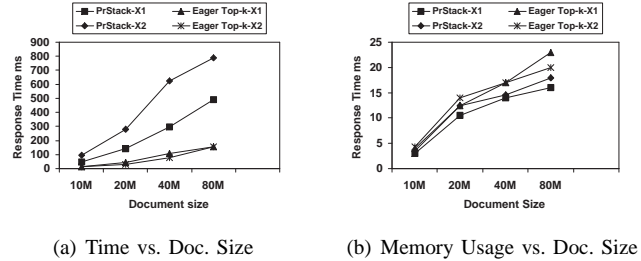 PrStack-X1 Eager Top-k-X1
PrStack-X2 Eager Top-k-X2
Response Time ms
900
800
700
600
500
400
300
200
100
0
10M 20M 40M 80M
Document size
(a) Time vs. Doc. Size
PrStack-X1 Eager Top-k-X1
PrStack-X2 Eager Top-k-X2
Response Time ms
25
20
15
10
5
0
10M 20M 40M 80M
Document Size
(b) Memory Usage vs. Doc. Size